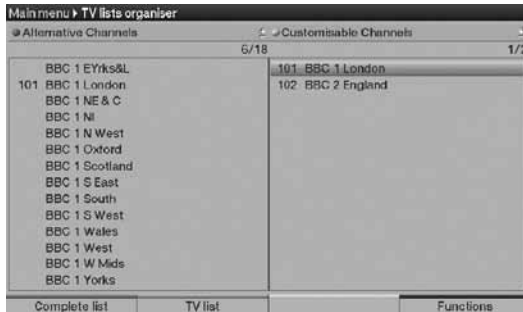 Main menu ▸ TV lists organiser
Alternative Channels
Customisable Channels
6/18
1/2
BBC 1 EYrks&L
101 BBC 1 London
BBC 1 NE & C
BBC 1 NI
BBC 1 N West
BBC 1 Oxford
BBC 1 Scotland
BBC 1 S East
BBC 1 South
BBC 1 S West
BBC 1 Wales
BBC 1 West
BBC 1 W Mids
BBC 1 Yorks
101 BBC 1 London
102 BBC 2 England
Complete list
TV list
Functions